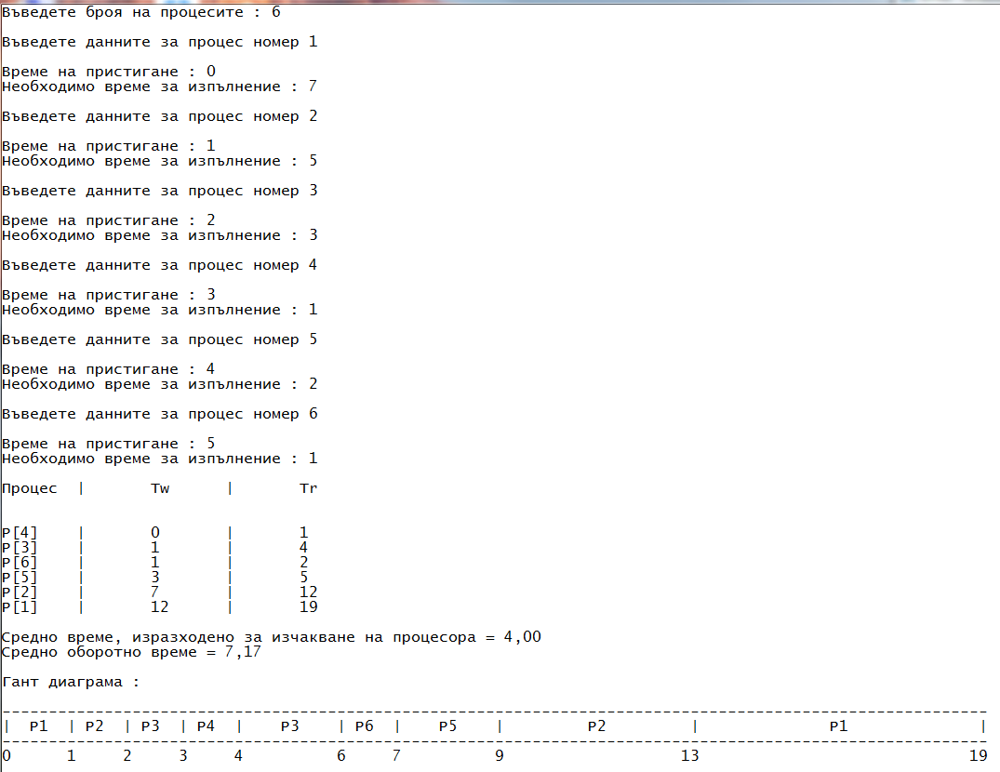 Въведете броя на процесите : 6
Въведете данните за процес номер 1
Време на пристигане : 0
Необходимо време за изпълнение : 7
Въведете данните за процес номер 2
Време на пристигане : 1
Необходимо време за изпълнение : 5
Въведете данните за процес номер 3
Време на пристигане : 2
Необходимо време за изпълнение : 3
Въведете данните за процес номер 4
Време на пристигане : 3
Необходимо време за изпълнение : 1
Въведете данните за процес номер 5
Време на пристигане : 4
Необходимо време за изпълнение : 2
Въведете данните за процес номер 6
Време на пристигане : 5
Необходимо време за изпълнение : 1
Процес | Tw | Tr
P[4] | 0 | 1
P[3] | 1 | 4
P[6] | 1 | 2
P[5] | 3 | 5
P[2] | 7 | 12
P[1] | 12 | 19
Средно време, изразходено за изчакване на процесора = 4,00
Средно оборотно време = 7,17
Гант диаграма :
| P1 | P2 | P3 | P4 | P3 | P6 | P5 | P2 | P1 |
0 1 2 3 4 6 7 9 13 19